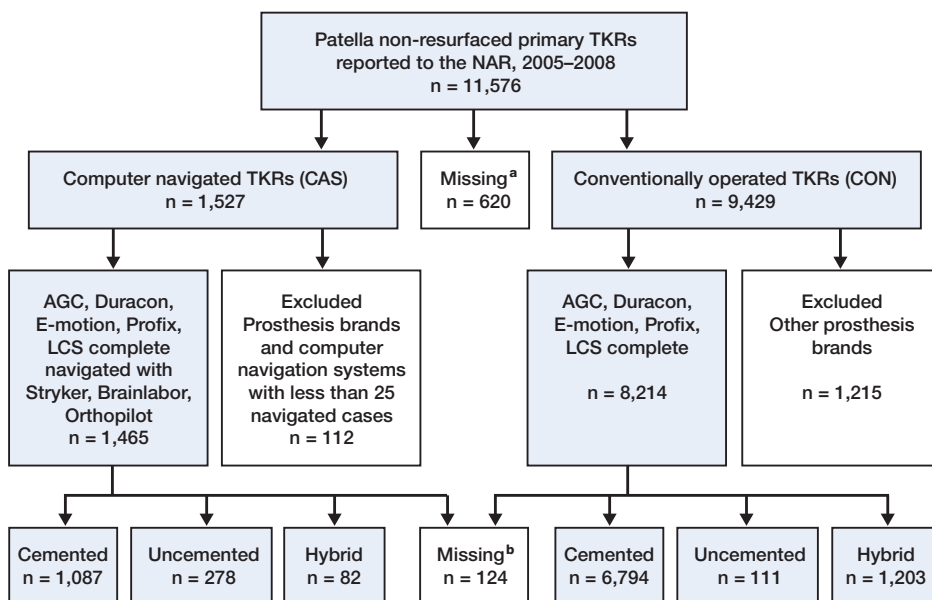 Patella non-resurfaced primary TKRs
reported to the NAR, 2005–2008
n = 11,576
Computer navigated TKRs (CAS)
n = 1,527
Missing a
n = 620
Conventionally operated TKRs (CON)
n = 9,429
AGC, Duracon,
E-motion, Profix,
LCS complete
navigated with
Stryker, Brainlabor,
Orthopilot
n = 1,465
Excluded
Prosthesis brands
and computer
navigation systems
with less than 25
navigated cases
n = 112
AGC, Duracon,
E-motion, Profix,
LCS complete
n = 8,214
Excluded
Other prosthesis
brands
n = 1,215
Cemented
n = 1,087
Uncemented
n = 278
Hybrid
n = 82
Missing b
n = 124
Cemented
n = 6,794
Uncemented
n = 111
Hybrid
n = 1,203